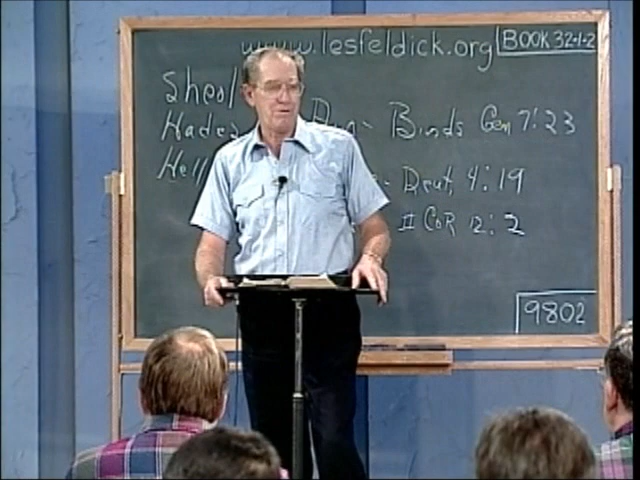 www.lesfeldick.org
BOOK 32-1-2
Sheol
Hades - Binds Gen 7:23
Hell - Deut, 4:19
II COR 12:2
9802